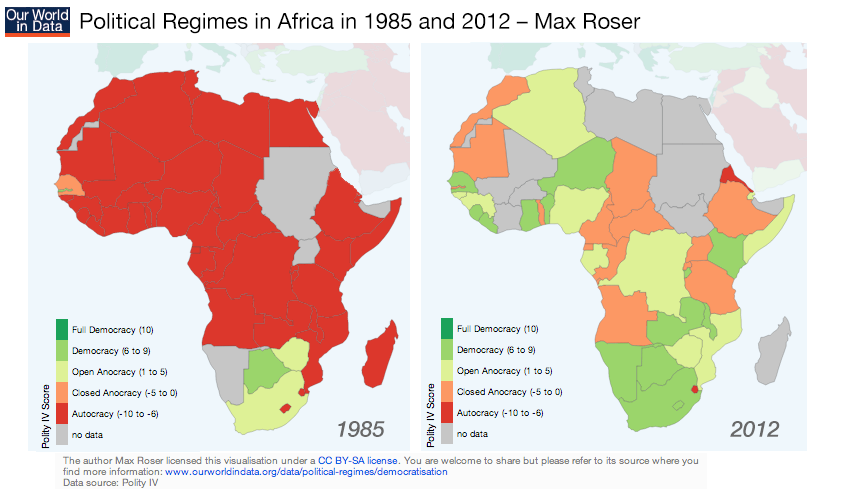 Our World
in Data
Political Regimes in Africa in 1985 and 2012 – Max Roser
Polity IV Score
Full Democracy (10)
Democracy (6 to 9)
Open Anocracy (1 to 5)
Closed Anocracy (-5 to 0)
Autocracy (-10 to -6)
no data
1985
Polity IV Score
Full Democracy (10)
Democracy (6 to 9)
Open Anocracy (1 to 5)
Closed Anocracy (-5 to 0)
Autocracy (-10 to -6)
no data
2012
The author Max Roser licensed this visualisation under a CC BY-SA license. You are welcome to share but please refer to its source where you
find more information: www.ourworldindata.org/data/political-regimes/democratisation
Data source: Polity IV